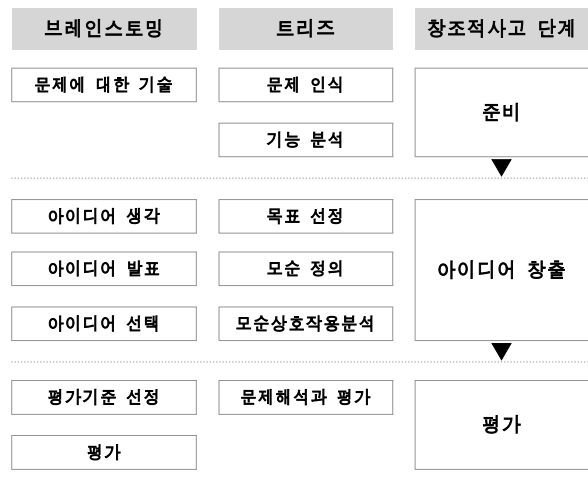 브레인스토밍 트리즈 창조적사고 단계
문제에 대한 기술 문제 인식
준비
기능 분석
아이디어 생각 목표 선정
아이디어 발표 모순 정의 아이디어 창출
아이디어 선택 모순상호작용분석
평가기준 선정 문제해석과 평가
평가
평가